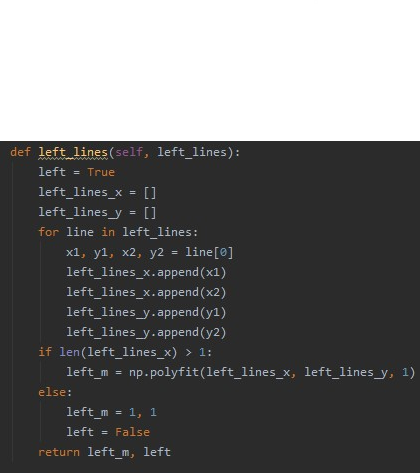 def left_lines(self, left_lines):
    left = True
    left_lines_x = []
    left_lines_y = []
    for line in left_lines:
        x1, y1, x2, y2 = line[0]
        left_lines_x.append(x1)
        left_lines_x.append(x2)
        left_lines_y.append(y1)
        left_lines_y.append(y2)
    if len(left_lines_x) > 1:
        left_m = np.polyfit(left_lines_x, left_lines_y, 1)
    else:
        left_m = 1, 1
        left = False
    return left_m, left